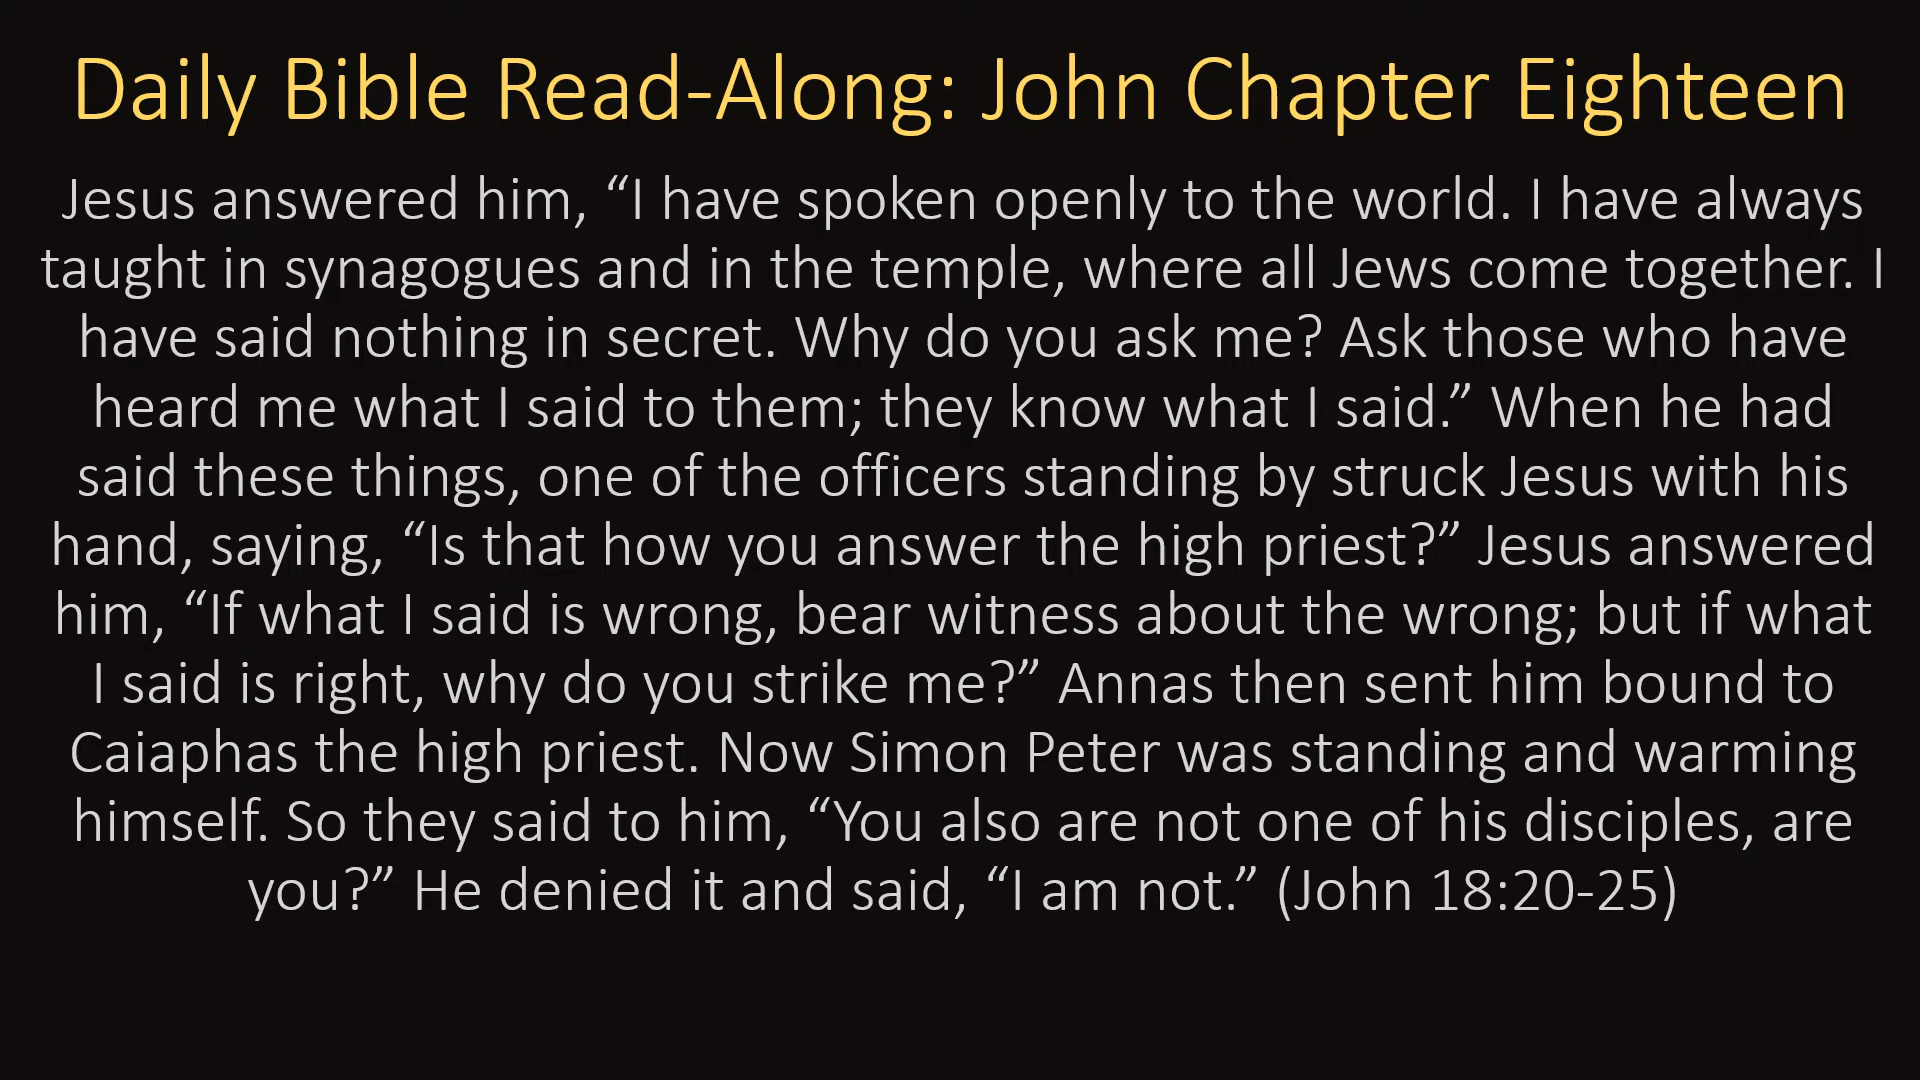 Daily Bible Read-Along: John Chapter Eighteen
Jesus answered him, “I have spoken openly to the world. I have always
taught in synagogues and in the temple, where all Jews come together. I
have said nothing in secret. Why do you ask me? Ask those who have
heard me what I said to them; they know what I said.” When he had
said these things, one of the officers standing by struck Jesus with his
hand, saying, “Is that how you answer the high priest?” Jesus answered
him, “If what I said is wrong, bear witness about the wrong; but if what
I said is right, why do you strike me?” Annas then sent him bound to
Caiaphas the high priest. Now Simon Peter was standing and warming
himself. So they said to him, “You also are not one of his disciples, are
you?” He denied it and said, “I am not.” (John 18:20-25)